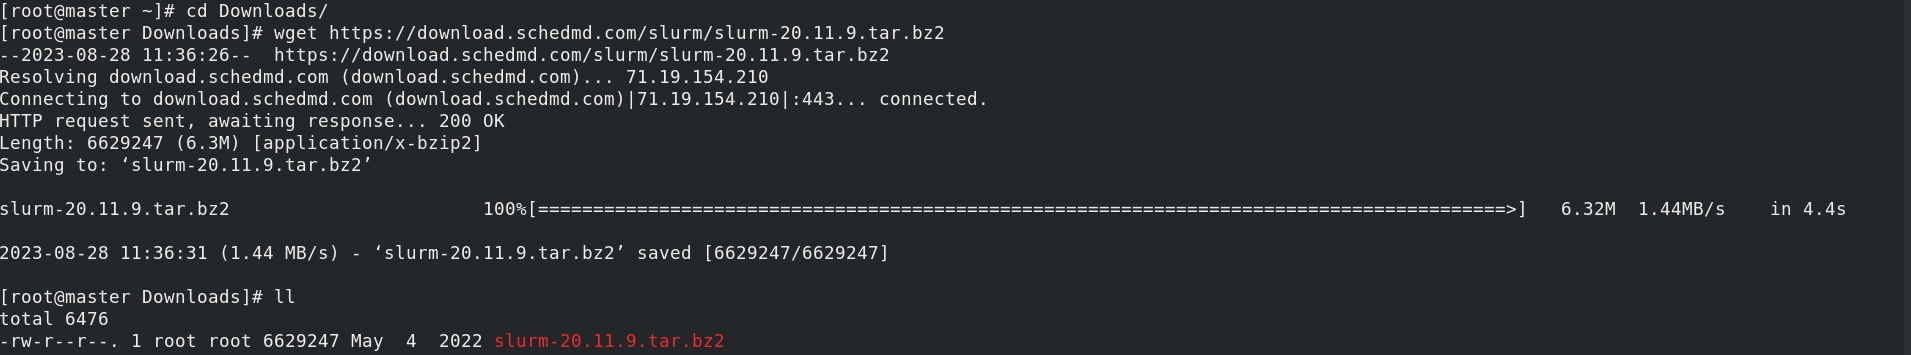 [root@master ~]# cd Downloads/
[root@master Downloads]# wget https://download.schedmd.com/slurm/slurm-20.11.9.tar.bz2
--2023-08-28 11:36:26--  https://download.schedmd.com/slurm/slurm-20.11.9.tar.bz2
Resolving download.schedmd.com (download.schedmd.com)... 71.19.154.210
Connecting to download.schedmd.com (download.schedmd.com)|71.19.154.210|:443... connected.
HTTP request sent, awaiting response... 200 OK
Length: 6629247 (6.3M) [application/x-bzip2]
Saving to: ‘slurm-20.11.9.tar.bz2’
slurm-20.11.9.tar.bz2                       100%[========================================================================================>]   6.32M  1.44MB/s    in 4.4s
2023-08-28 11:36:31 (1.44 MB/s) - ‘slurm-20.11.9.tar.bz2’ saved [6629247/6629247]
[root@master Downloads]# ll
total 6476
-rw-r--r--. 1 root root 6629247 May  4  2022 slurm-20.11.9.tar.bz2